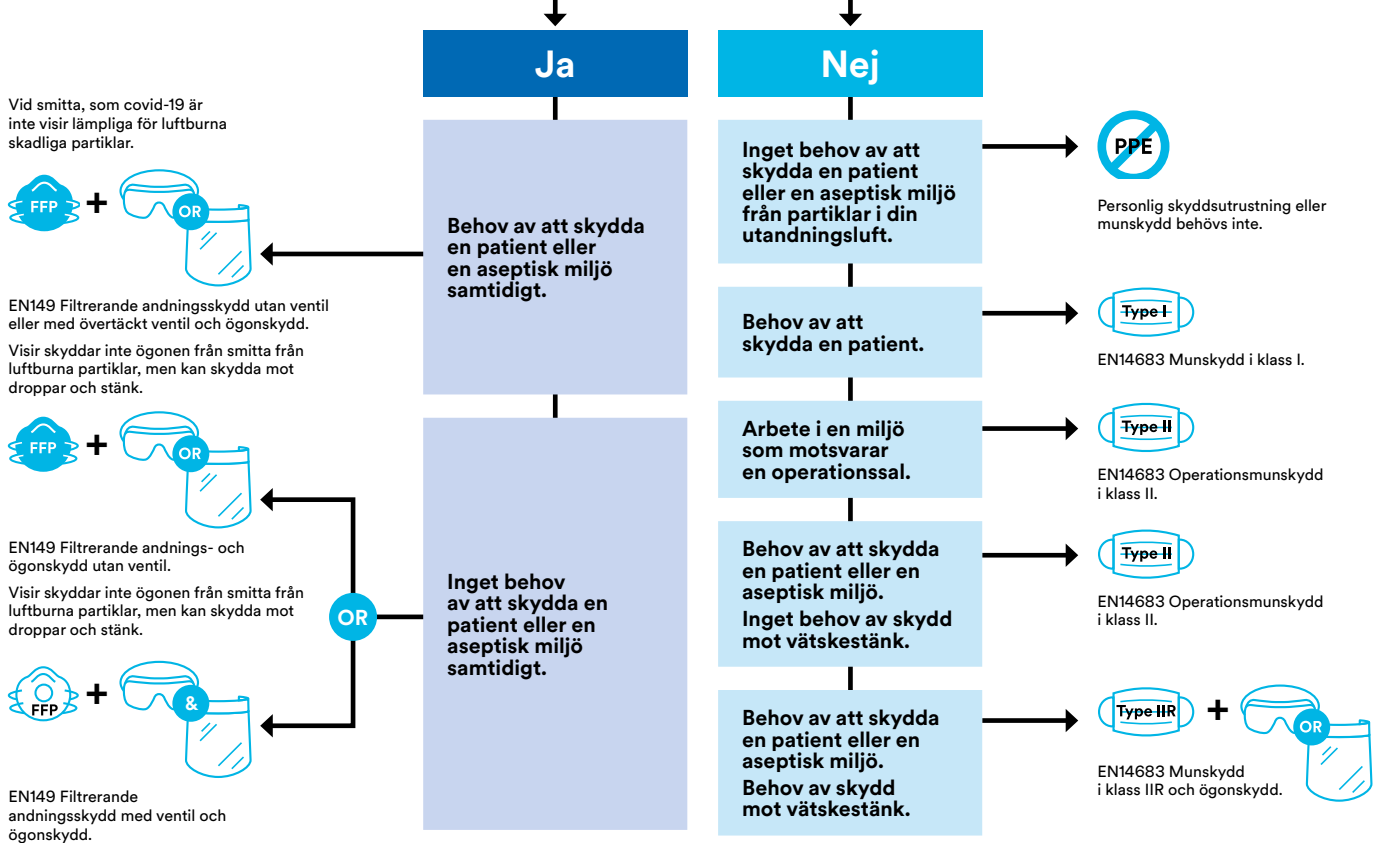 Ja
Nej
Vid smitta, som covid-19 är
inte visir lämpliga för luftburna
skadliga partiklar.
FFP
+
OR
EN149 Filtrerande andningsskydd utan ventil
eller med övertäckt ventil och ögonskydd.
Visir skyddar inte ögonen från smitta från
luftburna partiklar, men kan skydda mot
droppar och stänk.
FFP
+
OR
EN149 Filtrerande andnings- och
ögonskydd utan ventil.
Visir skyddar inte ögonen från smitta från
luftburna partiklar, men kan skydda mot
droppar och stänk.
FFP
+
&
EN149 Filtrerande
andningsskydd med ventil och
ögonskydd.
OR
Behov av att skydda
en patient eller
en aseptisk miljö
samtidigt.
Inget behov
av att skydda en
patient eller en
aseptisk miljö
samtidigt.
Inget behov av att
skydda en patient
eller en aseptisk miljö
från partiklar i din
utandningsluft.
PPE
Personlig skyddsutrustning eller
munskydd behövs inte.
Behov av att
skydda en patient.
Type I
EN14683 Munskydd i klass I.
Arbete i en miljö
som motsvarar
en operationssal.
Type II
EN14683 Operationsmunskydd
i klass II.
Behov av att skydda
en patient eller en
aseptisk miljö.
Inget behov av skydd
mot vätskestänk.
Type II
EN14683 Operationsmunskydd
i klass II.
Behov av att skydda
en patient eller en
aseptisk miljö.
Behov av skydd
mot vätskestänk.
Type IIR
+
OR
EN14683 Munskydd
i klass IIR och ögonskydd.